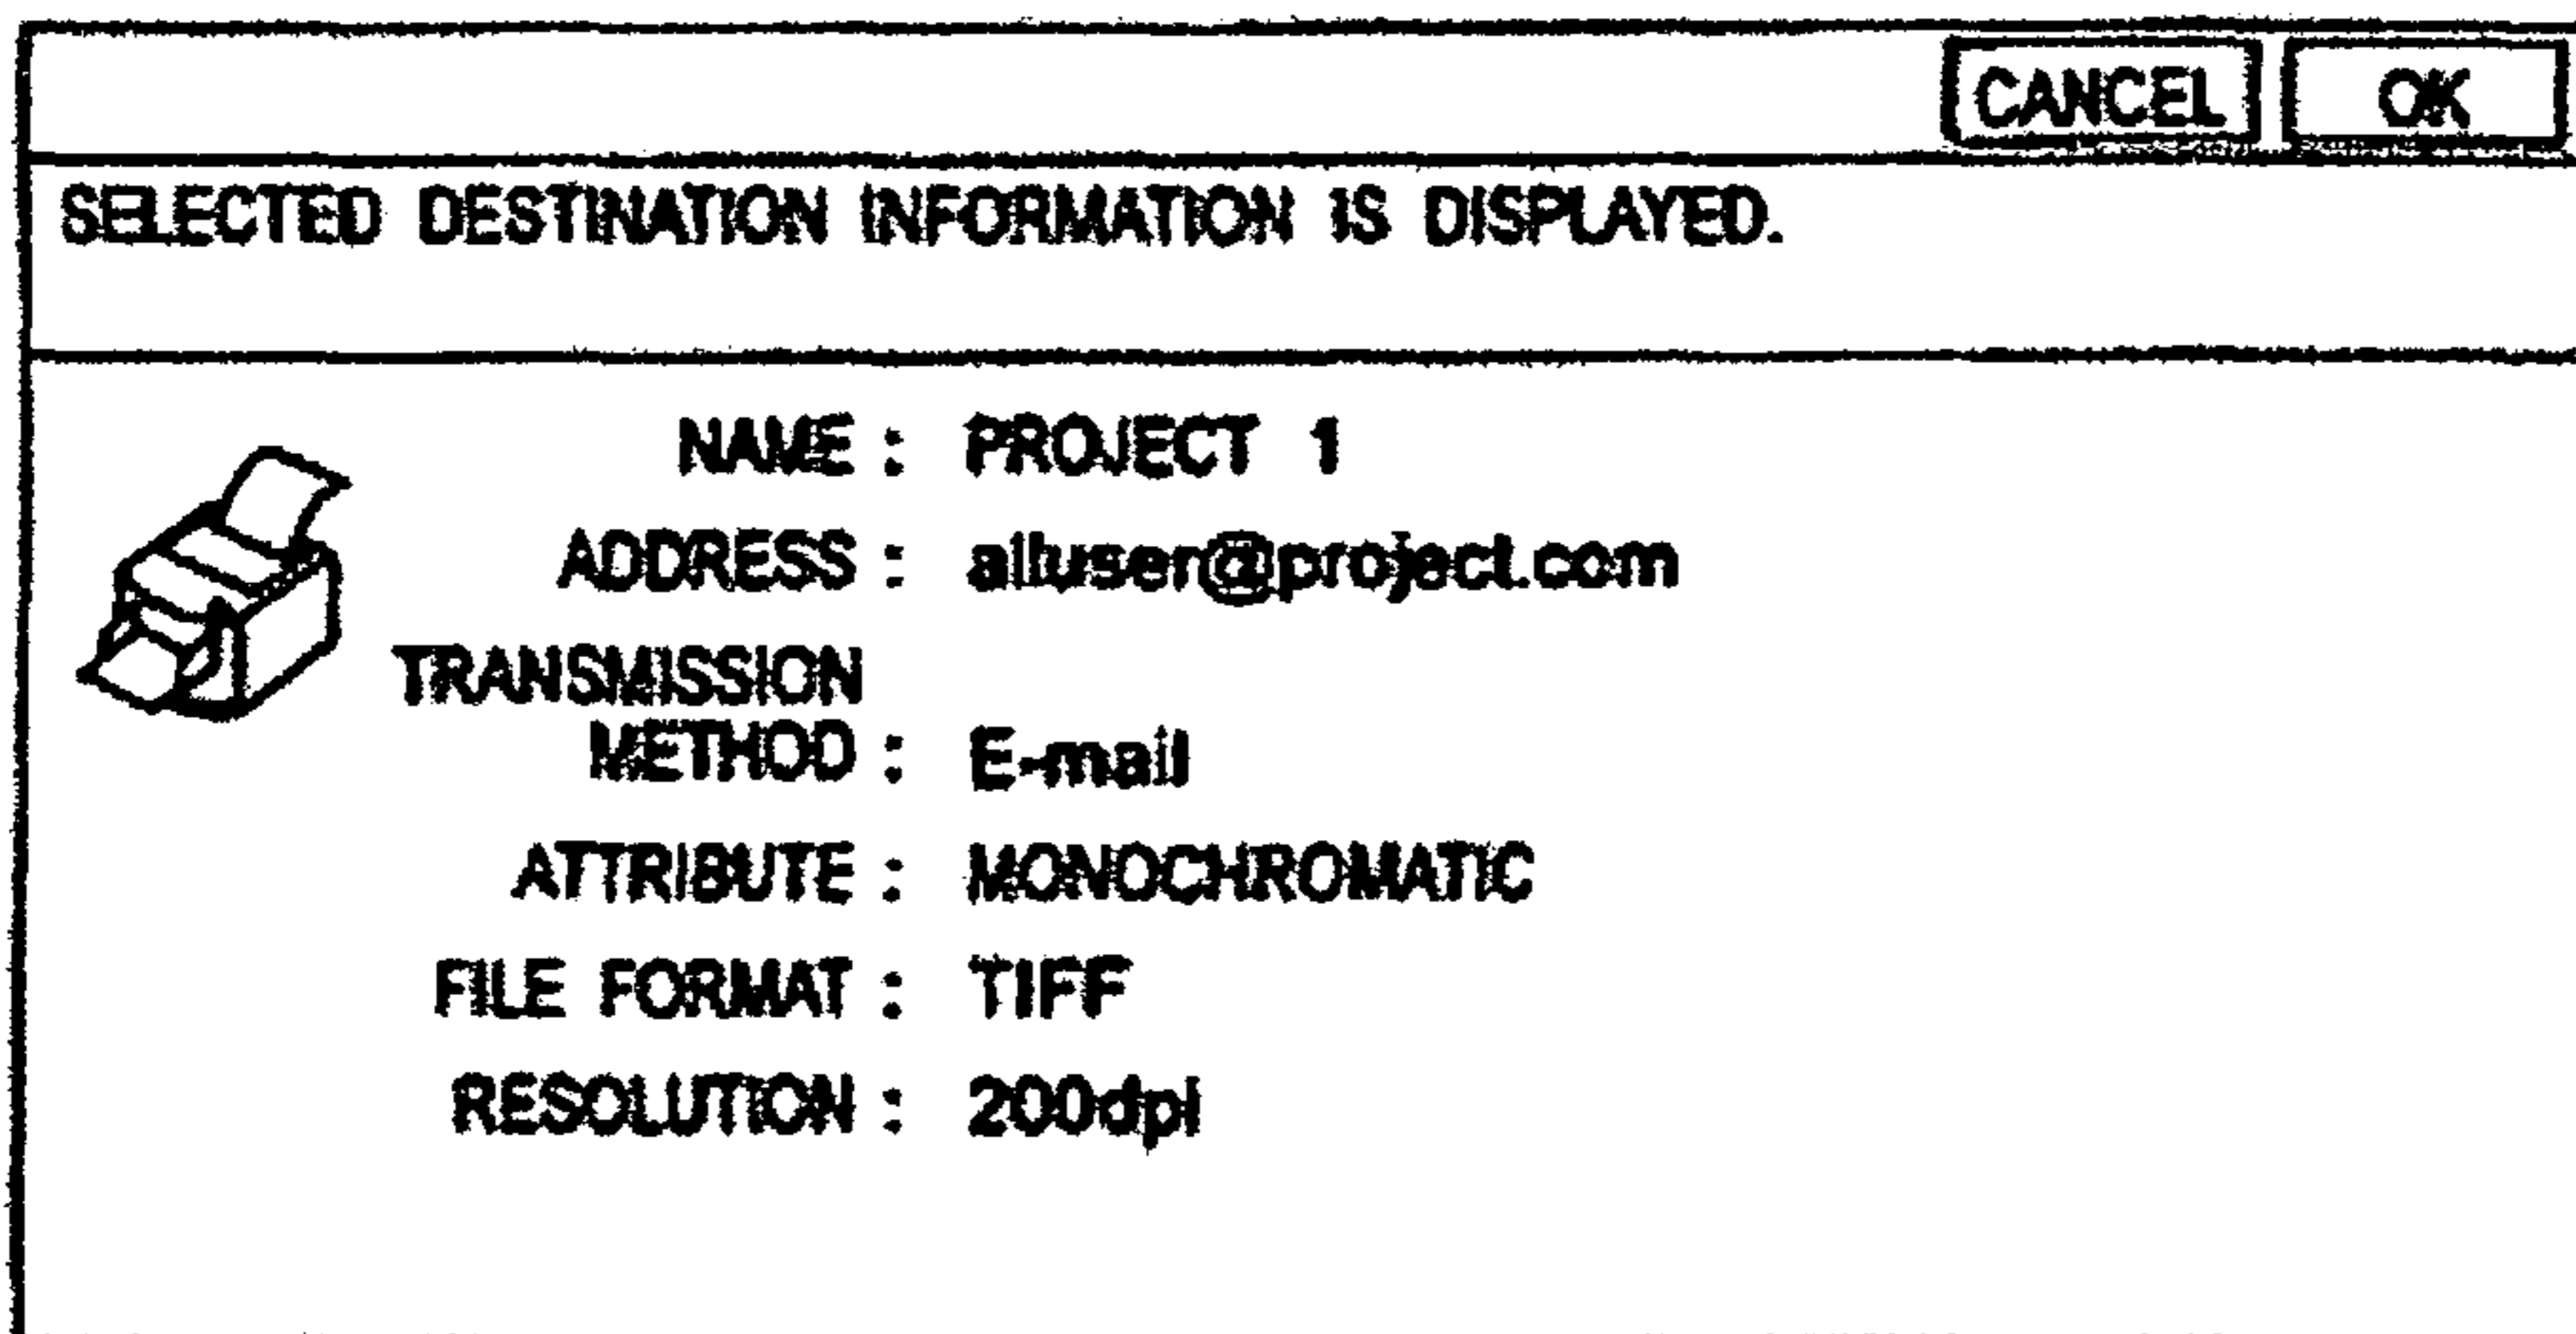 CANCEL OK
SELECTED DESTINATION INFORMATION IS DISPLAYED.
NAME : PROJECT 1
ADDRESS : alluser@project.com
TRANSMISSION
METHOD : E-mail
ATTRIBUTE : MONOCHROMATIC
FILE FORMAT : TIFF
RESOLUTION : 200dpi